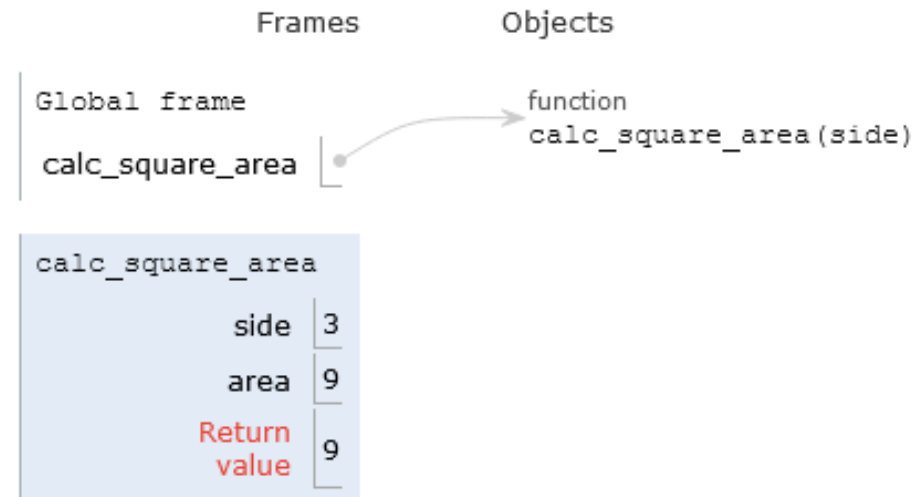 Frames Objects
Global frame
calc_square_area
function
calc_square_area(side)
calc_square_area
side 3
area 9
Return
value 9